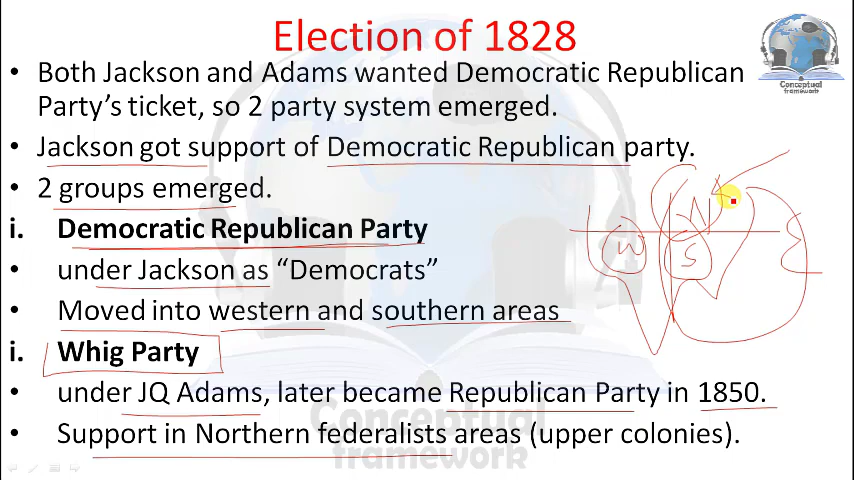 Election of 1828
• Both Jackson and Adams wanted Democratic Republican
Party's ticket, so 2 party system emerged.
• Jackson got support of Democratic Republican party.
• 2 groups emerged.
i. Democratic Republican Party
• under Jackson as “Democrats”
• Moved into western and southern areas
i. Whig Party
• under JQ Adams, later became Republican Party in 1850.
• Support in Northern federalists areas (upper colonies).
Conceptual
framework
N
W
S
Conceptual
framework